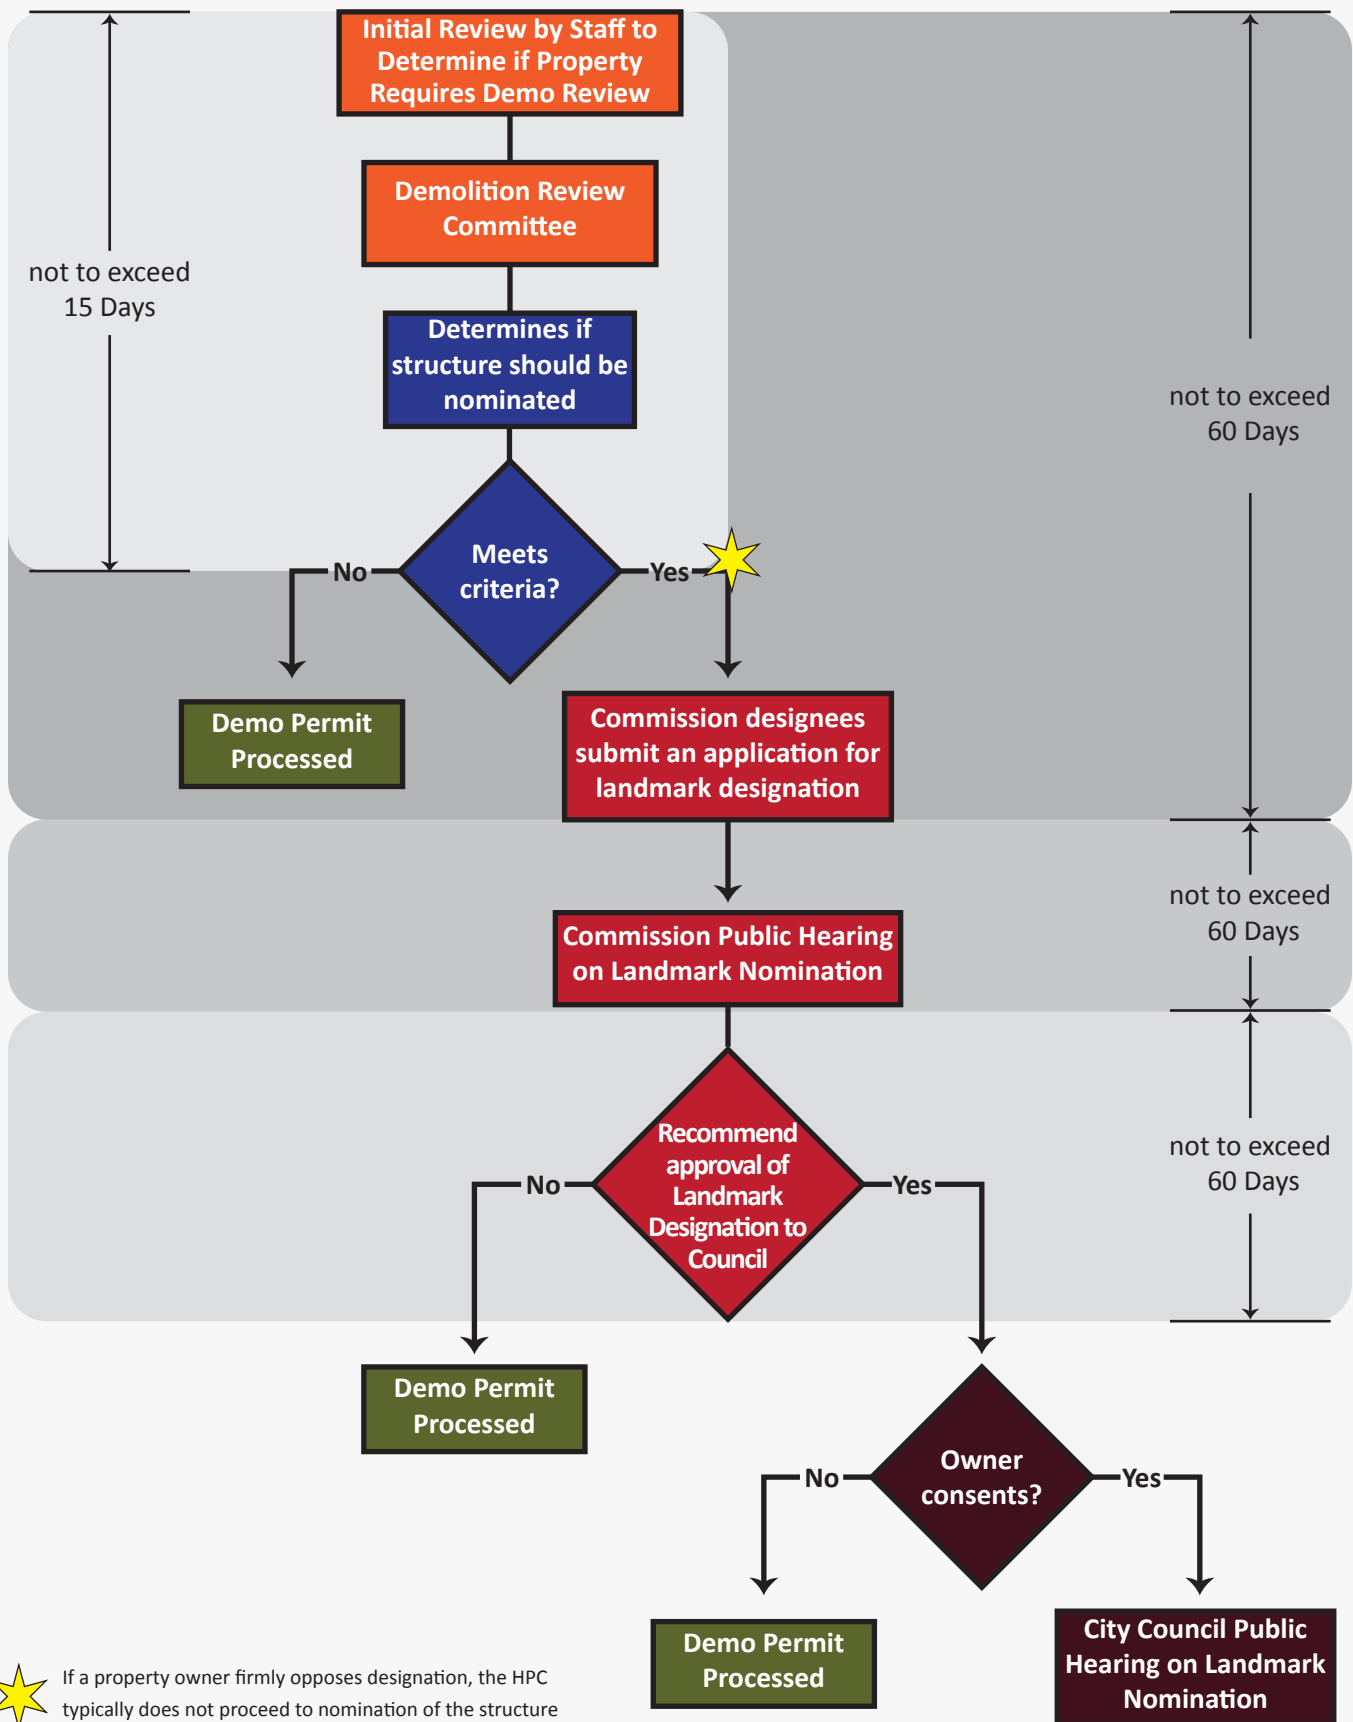 Initial Review by Staff to
Determine if Property
Requires Demo Review
Demolition Review
Committee
not to exceed
15 Days
Determines if
structure should be
nominated
not to exceed
60 Days
Meets
criteria?
No
Yes
Demo Permit
Processed
Commission designees
submit an application for
landmark designation
not to exceed
60 Days
Commission Public Hearing
on Landmark Nomination
Recommend
approval of
Landmark
Designation to
Council
No
Yes
not to exceed
60 Days
Demo Permit
Processed
Owner
consents?
No
Yes
Demo Permit
Processed
City Council Public
Hearing on Landmark
Nomination
If a property owner firmly opposes designation, the HPC
typically does not proceed to nomination of the structure